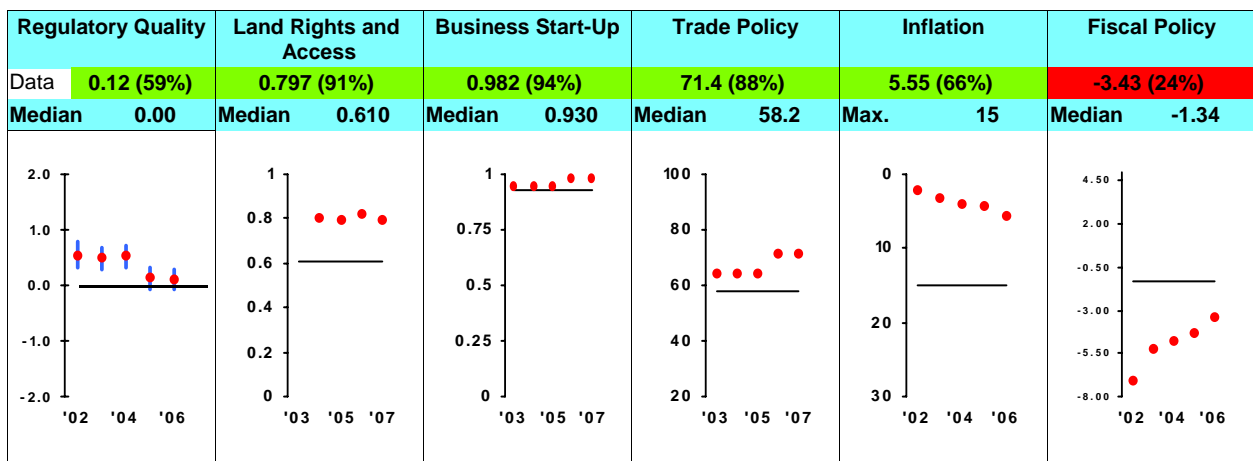 Regulatory Quality
Land Rights and
Access
Business Start-Up
Trade Policy
Inflation
Fiscal Policy
Data 0.12 (59%)
0.797 (91%)
0.982 (94%)
71.4 (88%)
5.55 (66%)
-3.43 (24%)
Median 0.00
Median 0.610
Median 0.930
Median 58.2
Max. 15
Median -1.34
2.0
1.0
0.0
-1.0
-2.0
'02 '04 '06
1
0.8
0.6
0.4
0.2
0
'03 '05 '07
1
0.75
0.5
0.25
0
'03 '05 '07
100
80
60
40
20
'03 '05 '07
0
10
20
30
'02 '04 '06
4.50
2.00
-0.50
-3.00
-5.50
-8.00
'02 '04 '06